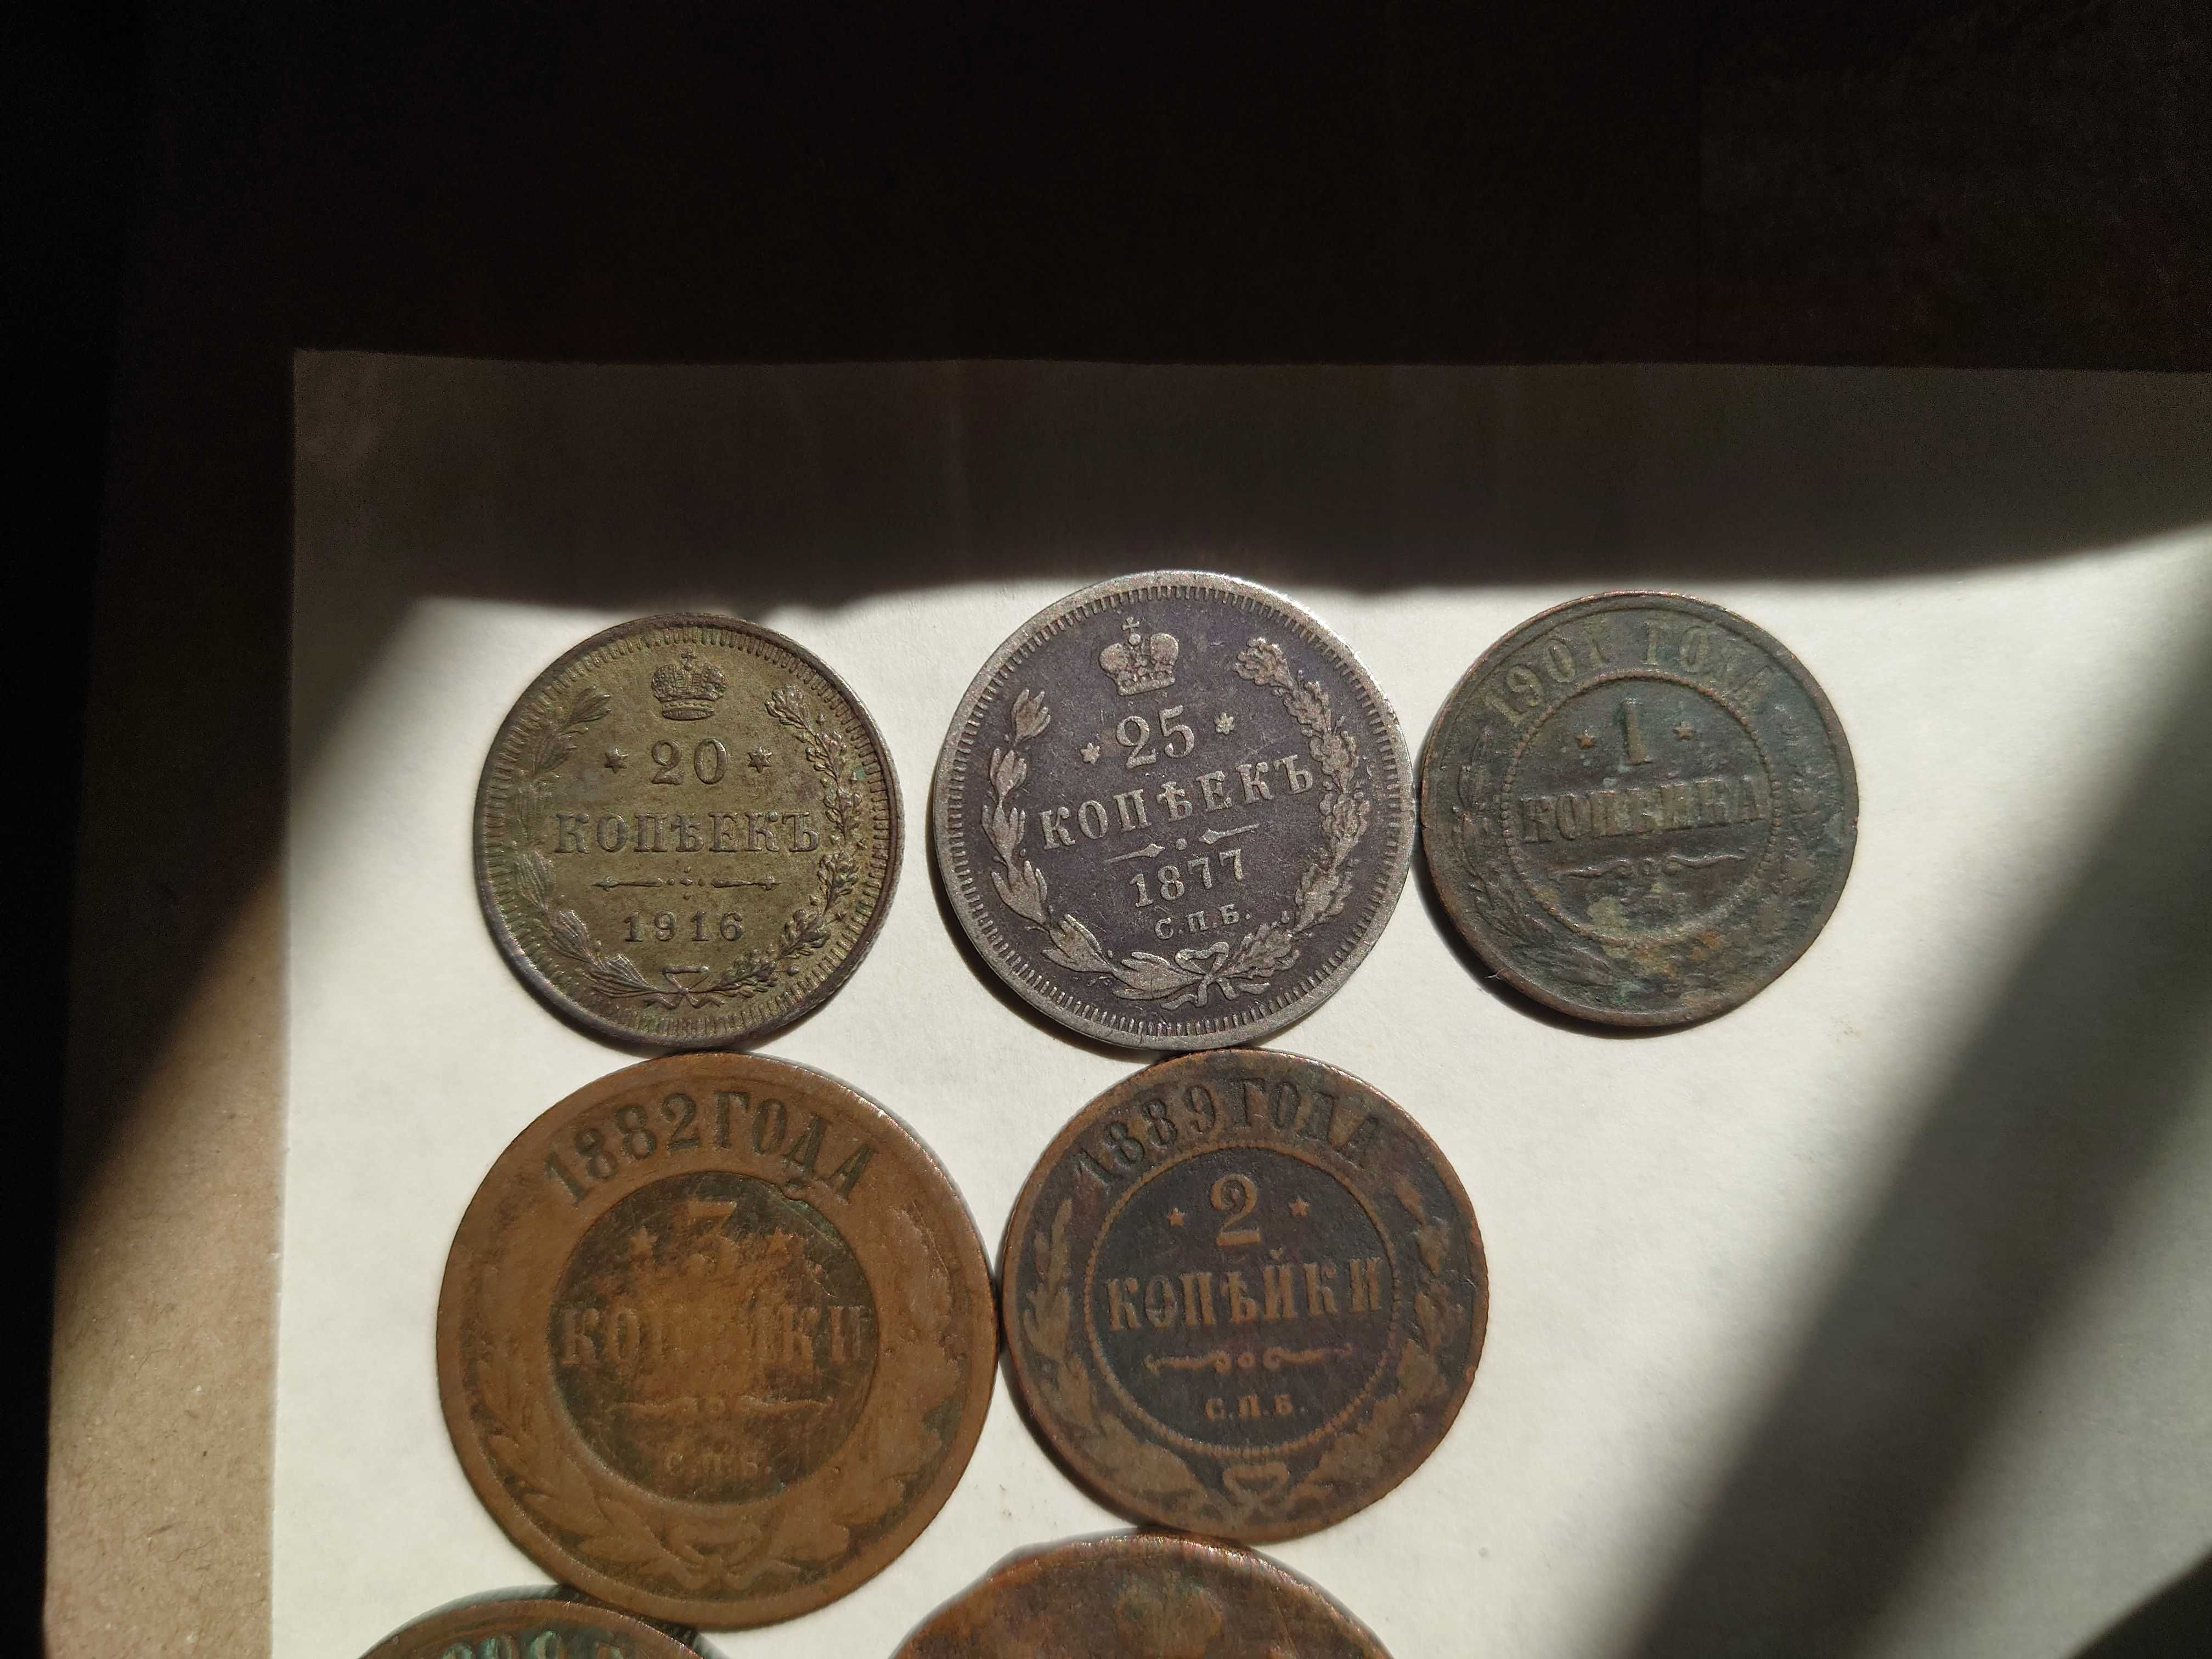 20
КОПѢЕКЪ
1916
25
КОПѢЕКЪ
1877
С.П.Б.
1901 ГОДА
1
КОПѢЙКА
1882 ГОДА
3
КОПѢЙКИ
С.П.Б.
1889 ГОДА
2
КОПѢЙКИ
С.П.Б.